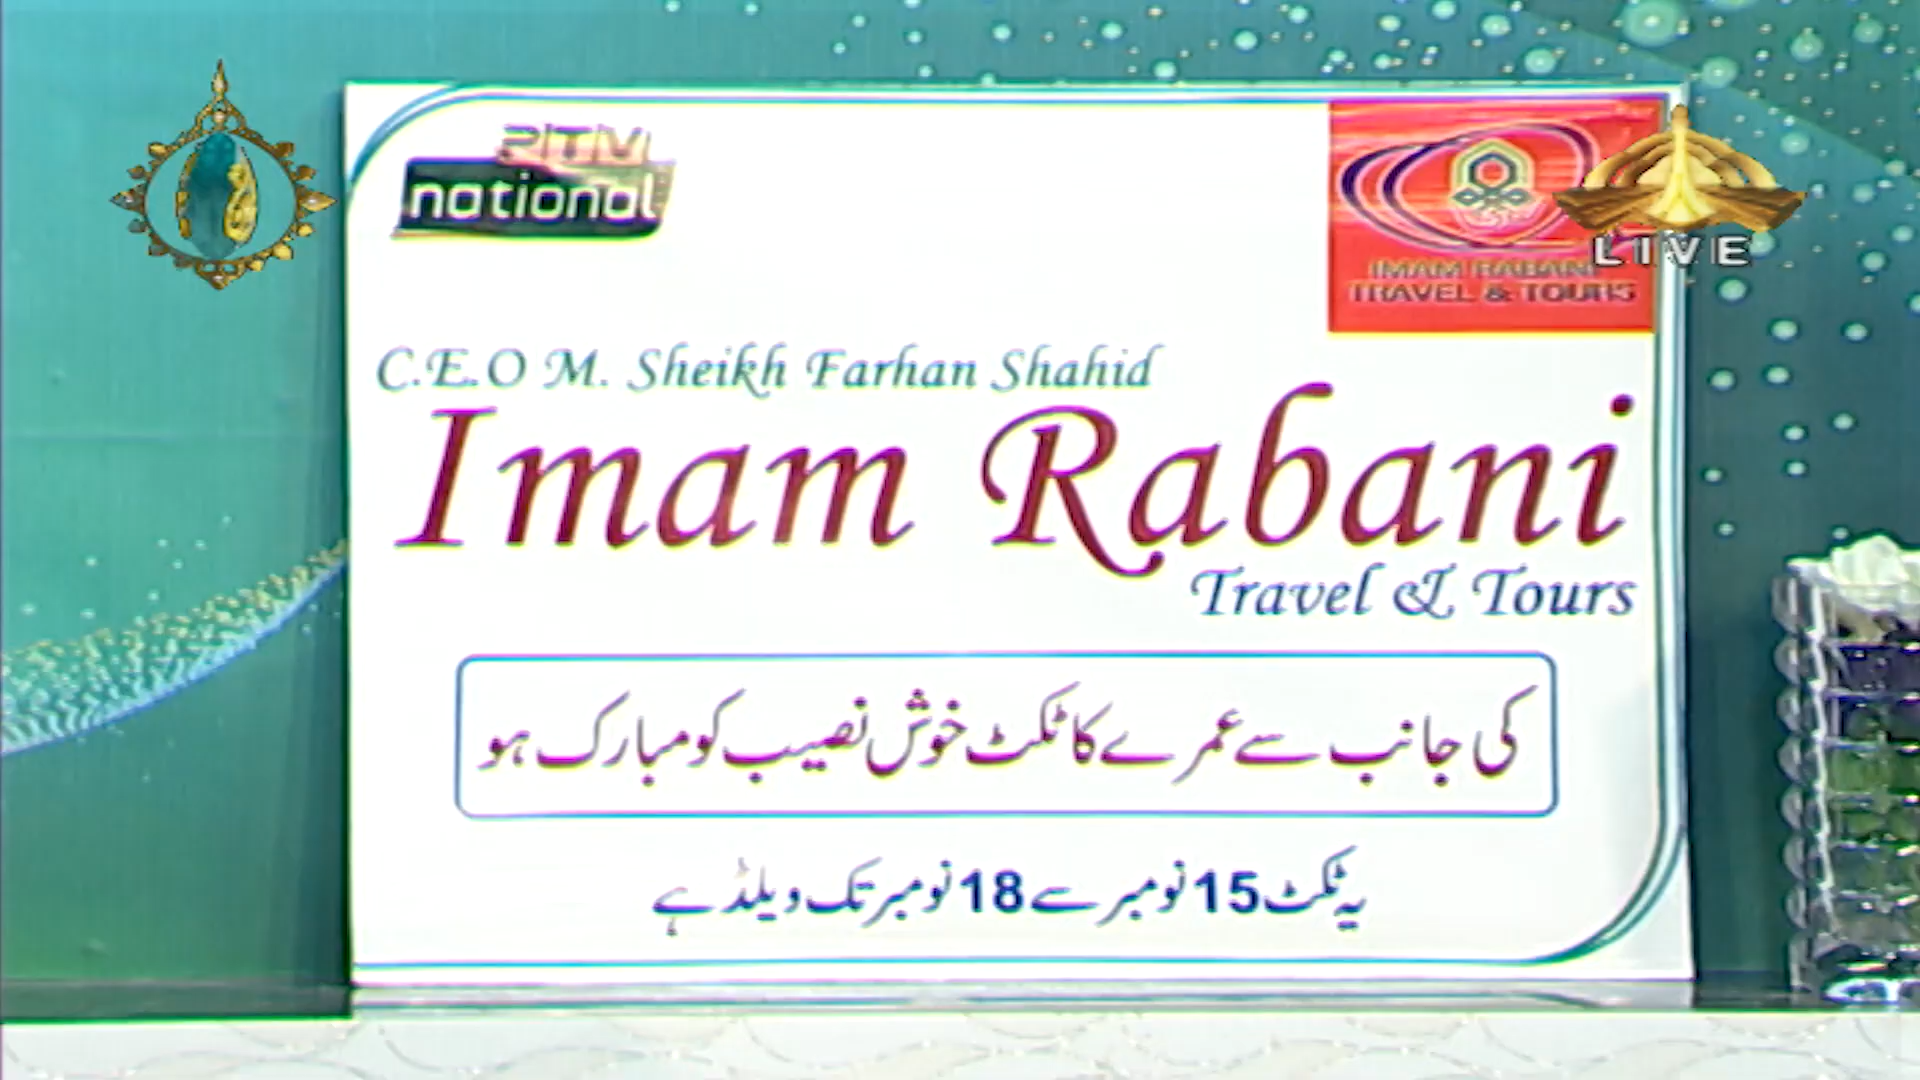 PTV
national
IMAM RABANI
TRAVEL & TOURS
LIVE
C.E.O M. Sheikh Farhan Shahid
Imam Rabani
Travel & Tours
کی جانب سے عمرے کا ٹکٹ خوش نصیب کو مبارک ہو
یہ ٹکٹ 15 نومبر سے 18 نومبر تک ویلڈ ہے